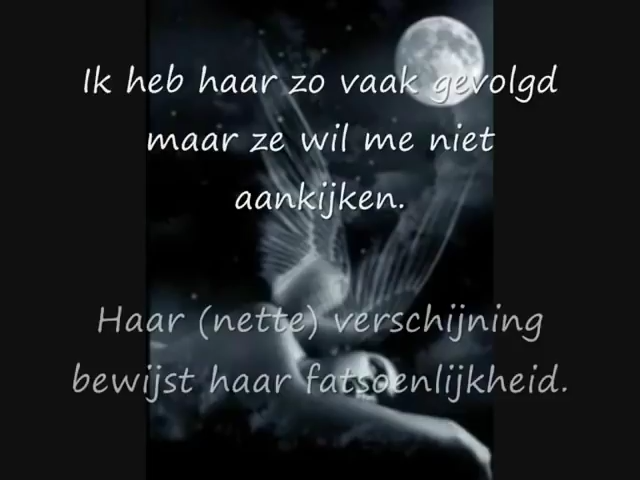 Ik heb haar zo vaak gevolgd
maar ze wil me niet
aankijken.
Haar (nette) verschijning
bewijst haar fatsoenlijkheid.